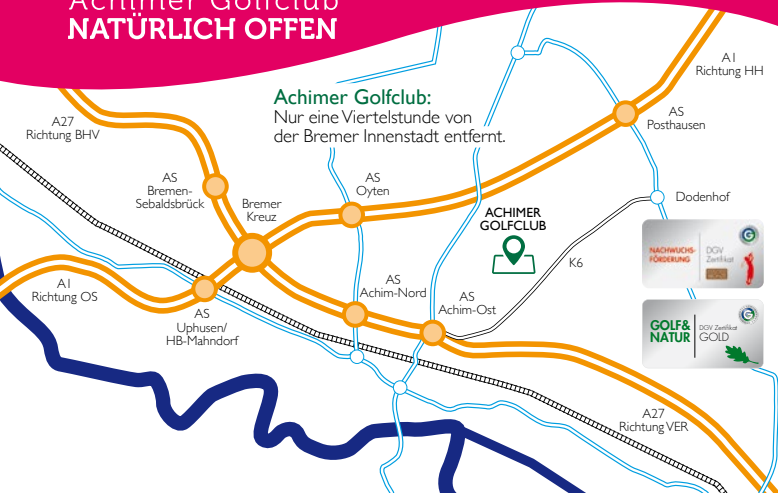 Achimer Golfclub
NATÜRLICH OFFEN
A1
Richtung HH
Achimer Golfclub:
Nur eine Viertelstunde von
der Bremer Innenstadt entfernt.
A27
Richtung BHV
AS
Posthausen
AS
Bremen-
Sebaldsbrück
Bremer
Kreuz
AS
Oyten
Dodenhof
ACHIMER
GOLFCLUB
K6
NACHWUCHS-
FÖRDERUNG
DGV
Zertifikat
A1
Richtung OS
AS
Achim-Nord
AS
Achim-Ost
AS
Uphusen/
HB-Mahndorf
GOLF&
NATUR
DGV Zertifikat
GOLD
A27
Richtung VER